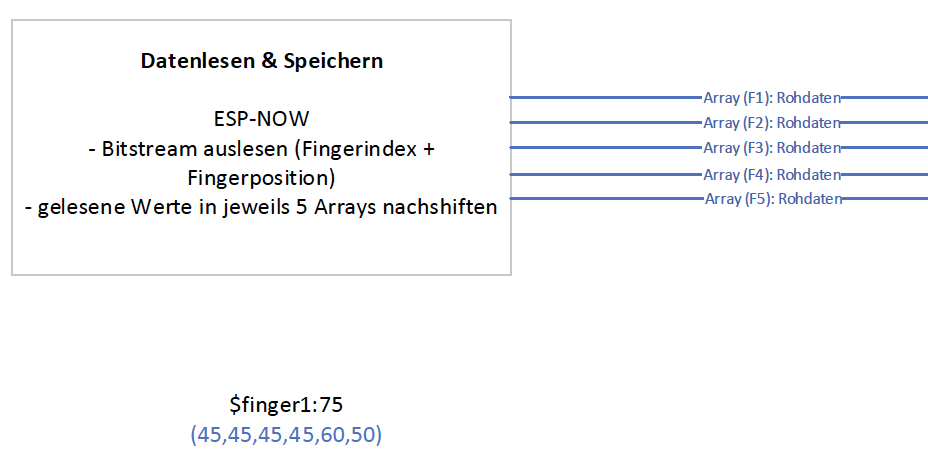 Datenlesen & Speichern
ESP-NOW
- Bitstream auslesen (Fingerindex +
Fingerposition)
- gelesene Werte in jeweils 5 Arrays nachshiften
Array (F1): Rohdaten
Array (F2): Rohdaten
Array (F3): Rohdaten
Array (F4): Rohdaten
Array (F5): Rohdaten
$finger1:75
(45,45,45,45,60,50)